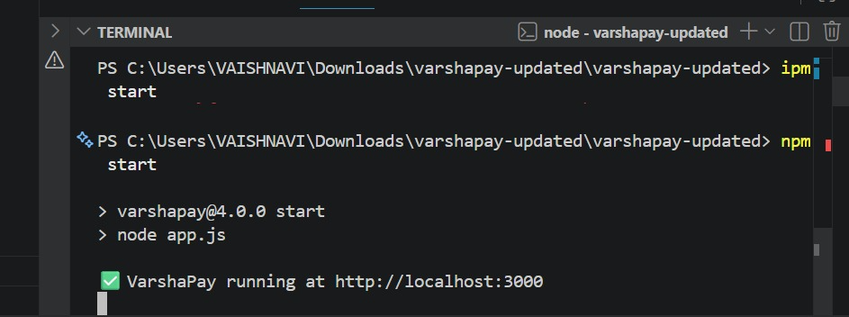 TERMINAL
node - varshapay-updated
PS C:\Users\VAISHNAVI\Downloads\varshapay-updated\varshapay-updated> ipm
start
PS C:\Users\VAISHNAVI\Downloads\varshapay-updated\varshapay-updated> npm
start
> varshapay@4.0.0 start
> node app.js
✅ VarshaPay running at http://localhost:3000